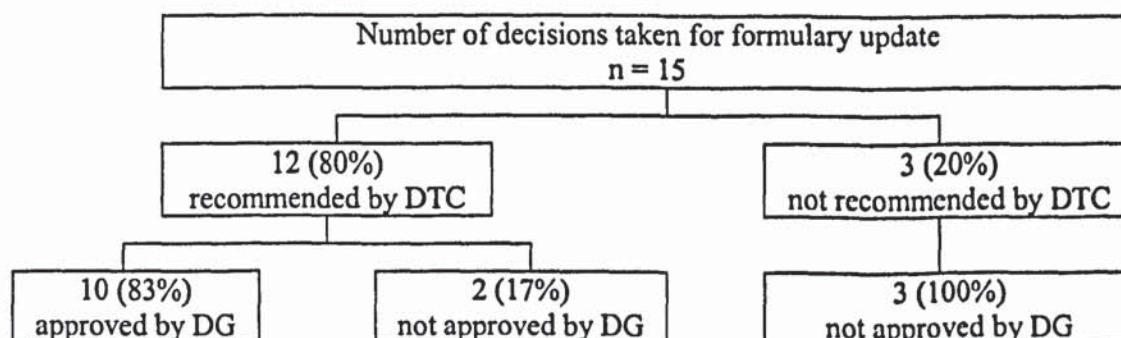 Number of decisions taken for formulary update
n = 15
12 (80%)
recommended by DTC
3 (20%)
not recommended by DTC
10 (83%)
approved by DG
2 (17%)
not approved by DG
3 (100%)
not approved by DG